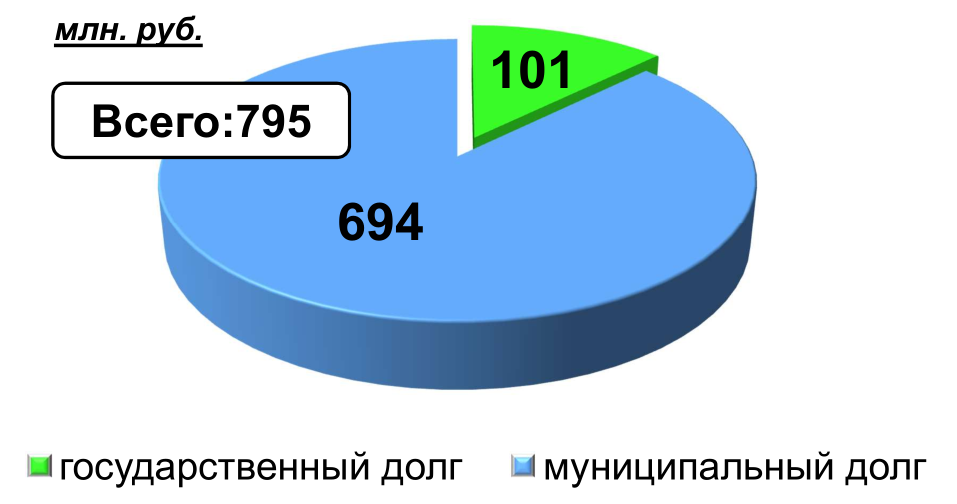 млн. руб.
101
Всего:795
694
государственный долг
муниципальный долг